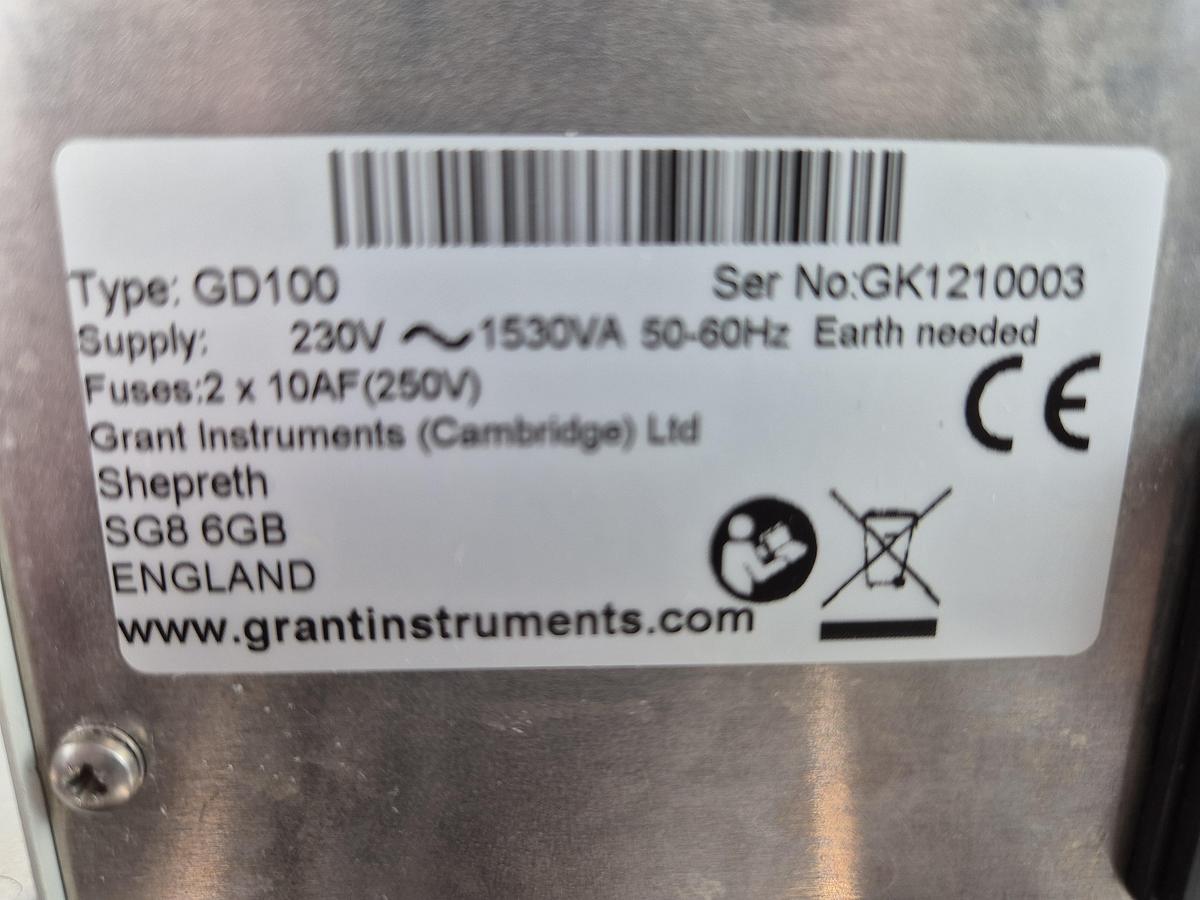 Type: GD100 Ser No:GK1210003
Supply: 230V ~ 1530VA 50-60Hz Earth needed
Fuses:2 x 10AF(250V)
Grant Instruments (Cambridge) Ltd
Shepreth
SG8 6GB
ENGLAND
www.grantinstruments.com
CE